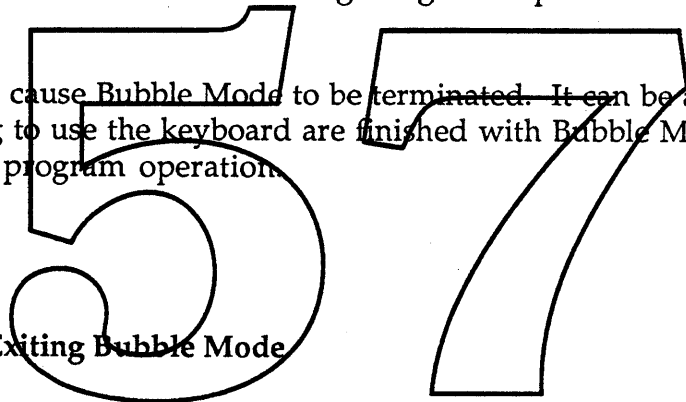 57
cause Bubble Mode to be terminated. It can be
to use the keyboard are finished with Bubble M
program operation.
Exiting Bubble Mode